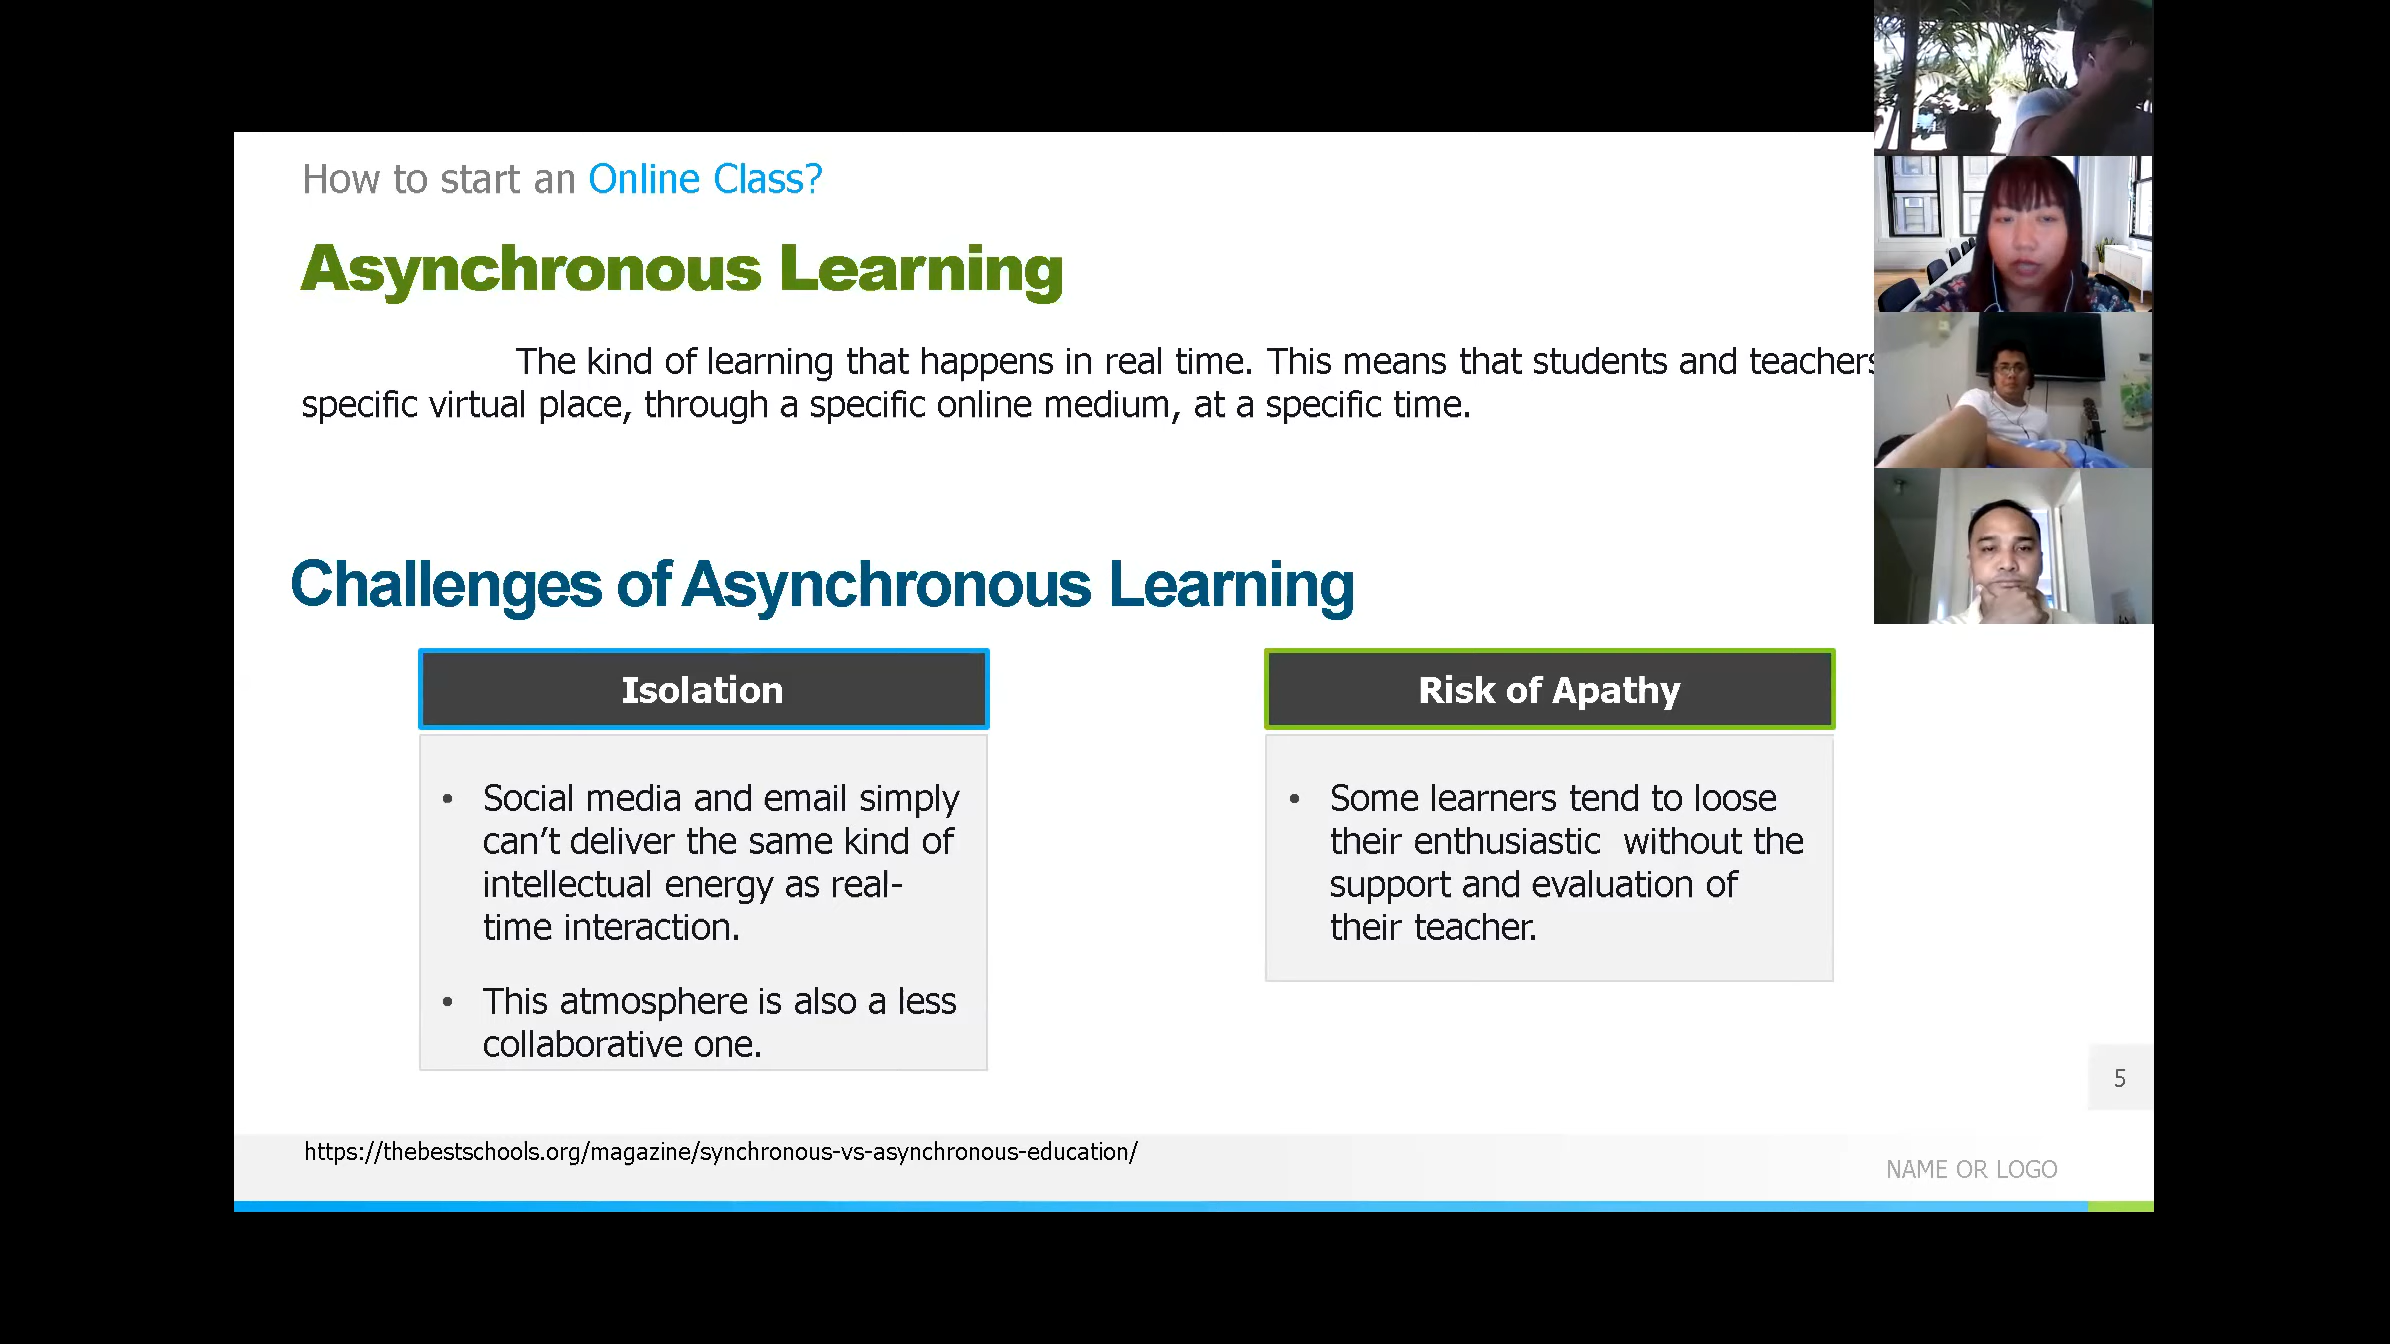 How to start an Online Class?
Asynchronous Learning
The kind of learning that happens in real time. This means that students and teachers
specific virtual place, through a specific online medium, at a specific time.
Challenges of Asynchronous Learning
Isolation
• Social media and email simply
can’t deliver the same kind of
intellectual energy as real-
time interaction.
• This atmosphere is also a less
collaborative one.
Risk of Apathy
• Some learners tend to loose
their enthusiastic without the
support and evaluation of
their teacher.
5
https://thebestschools.org/magazine/synchronous-vs-asynchronous-education/
NAME OR LOGO